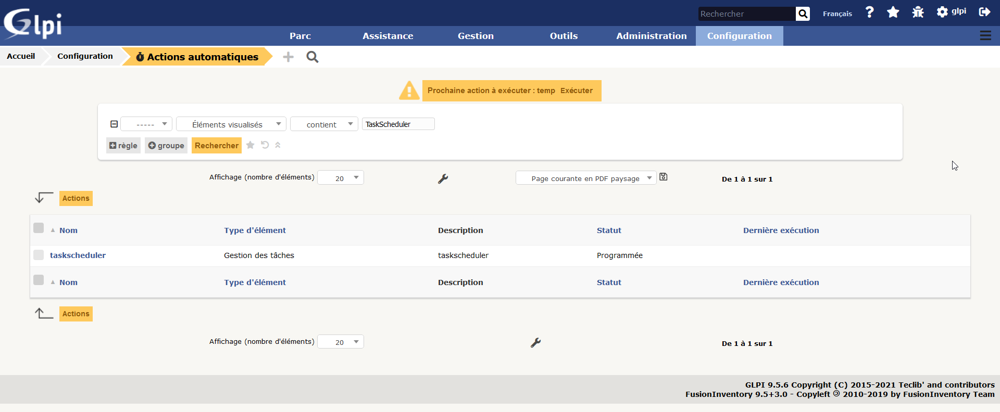 Glpi
Rechercher
Français
glpi
Parc
Assistance
Gestion
Outils
Administration
Configuration
Accueil
Configuration
Actions automatiques
Prochaine action à exécuter : temp Exécuter
-----
Éléments visualisés
contient
TaskScheduler
règle
groupe
Rechercher
Affichage (nombre d'éléments)
20
Page courante en PDF paysage
De 1 à 1 sur 1
Actions
Nom
Type d'élément
Description
Statut
Dernière exécution
taskscheduler
Gestion des tâches
taskscheduler
Programmée
Nom
Type d'élément
Description
Statut
Dernière exécution
Actions
Affichage (nombre d'éléments)
20
De 1 à 1 sur 1
GLPI 9.5.6 Copyright (C) 2015-2021 Teclib' and contributors
FusionInventory 9.5+3.0 - Copyleft 🄯 2010-2019 by FusionInventory Team